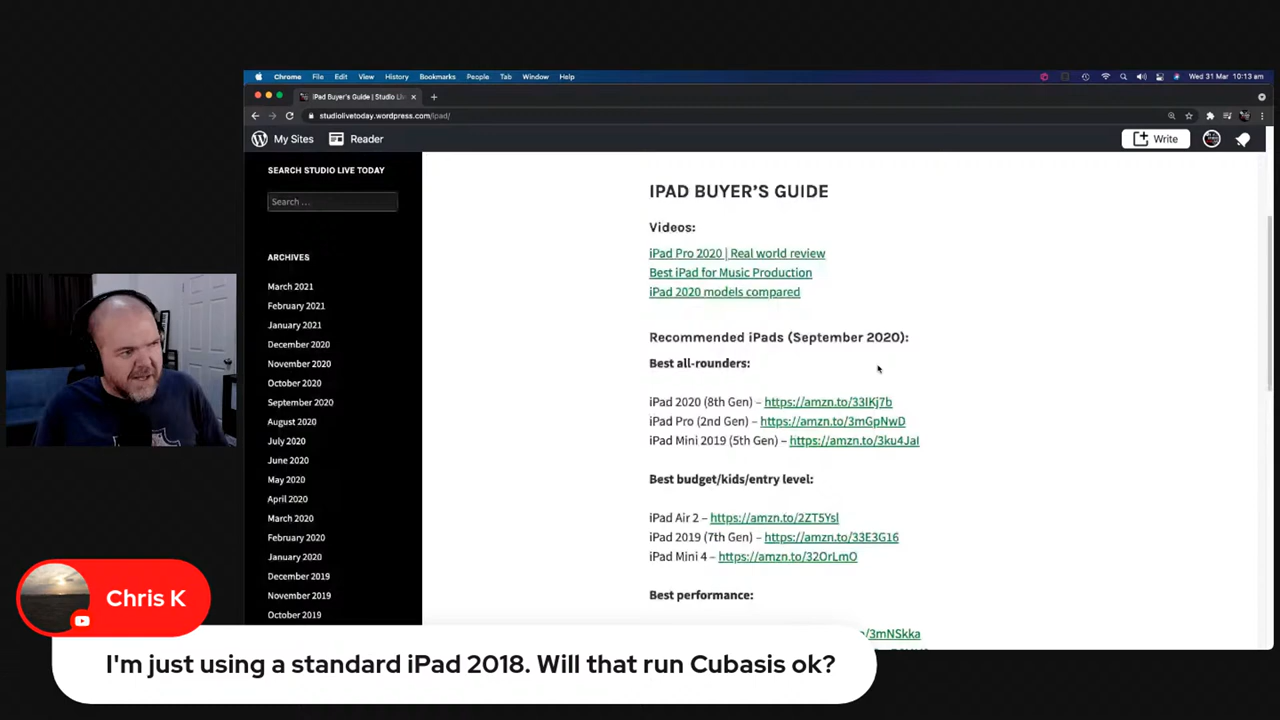 Chrome File Edit View History Bookmarks People Tab Window Help Wed 31 Mar 10:13 am
iPad Buyer's Guide | Studio Li
studiolivetoday.wordpress.com/ipad/
My Sites Reader Write
SEARCH STUDIO LIVE TODAY
Search …
ARCHIVES
March 2021
February 2021
January 2021
December 2020
November 2020
October 2020
September 2020
August 2020
July 2020
June 2020
May 2020
April 2020
March 2020
February 2020
January 2020
December 2019
November 2019
October 2019
IPAD BUYER'S GUIDE
Videos:
iPad Pro 2020 | Real world review
Best iPad for Music Production
iPad 2020 models compared
Recommended iPads (September 2020):
Best all-rounders:
iPad 2020 (8th Gen) – https://amzn.to/33IKj7b
iPad Pro (2nd Gen) – https://amzn.to/3mGpNwD
iPad Mini 2019 (5th Gen) – https://amzn.to/3ku4JaI
Best budget/kids/entry level:
iPad Air 2 – https://amzn.to/2ZT5Ysl
iPad 2019 (7th Gen) – https://amzn.to/33E3G16
iPad Mini 4 – https://amzn.to/32OrLmO
Best performance:
/3mNSkka
Chris K
I'm just using a standard iPad 2018. Will that run Cubasis ok?